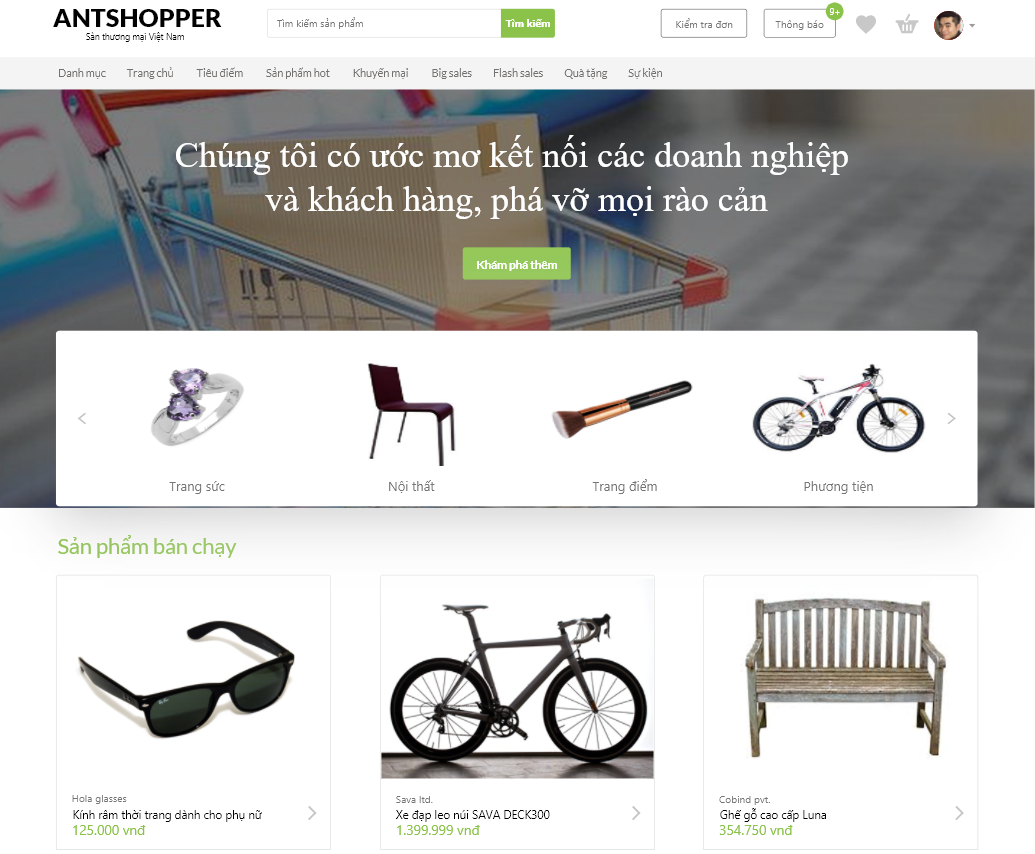 ANTSHOPPER
Sàn thương mại Việt Nam
Tìm kiếm sản phẩm
Tìm kiếm
Kiểm tra đơn
Thông báo
9+
Danh mục
Trang chủ
Tiêu điểm
Sản phẩm hot
Khuyến mại
Big sales
Flash sales
Quà tặng
Sự kiện
Chúng tôi có ước mơ kết nối các doanh nghiệp
và khách hàng, phá vỡ mọi rào cản
Khám phá thêm
Trang sức
Nội thất
Trang điểm
Phương tiện
Sản phẩm bán chạy
Hola glasses
Kính râm thời trang dành cho phụ nữ
125.000 vnđ
Sava ltd.
Xe đạp leo núi SAVA DECK300
1.399.999 vnđ
Cobind pvt.
Ghế gỗ cao cấp Luna
354.750 vnđ